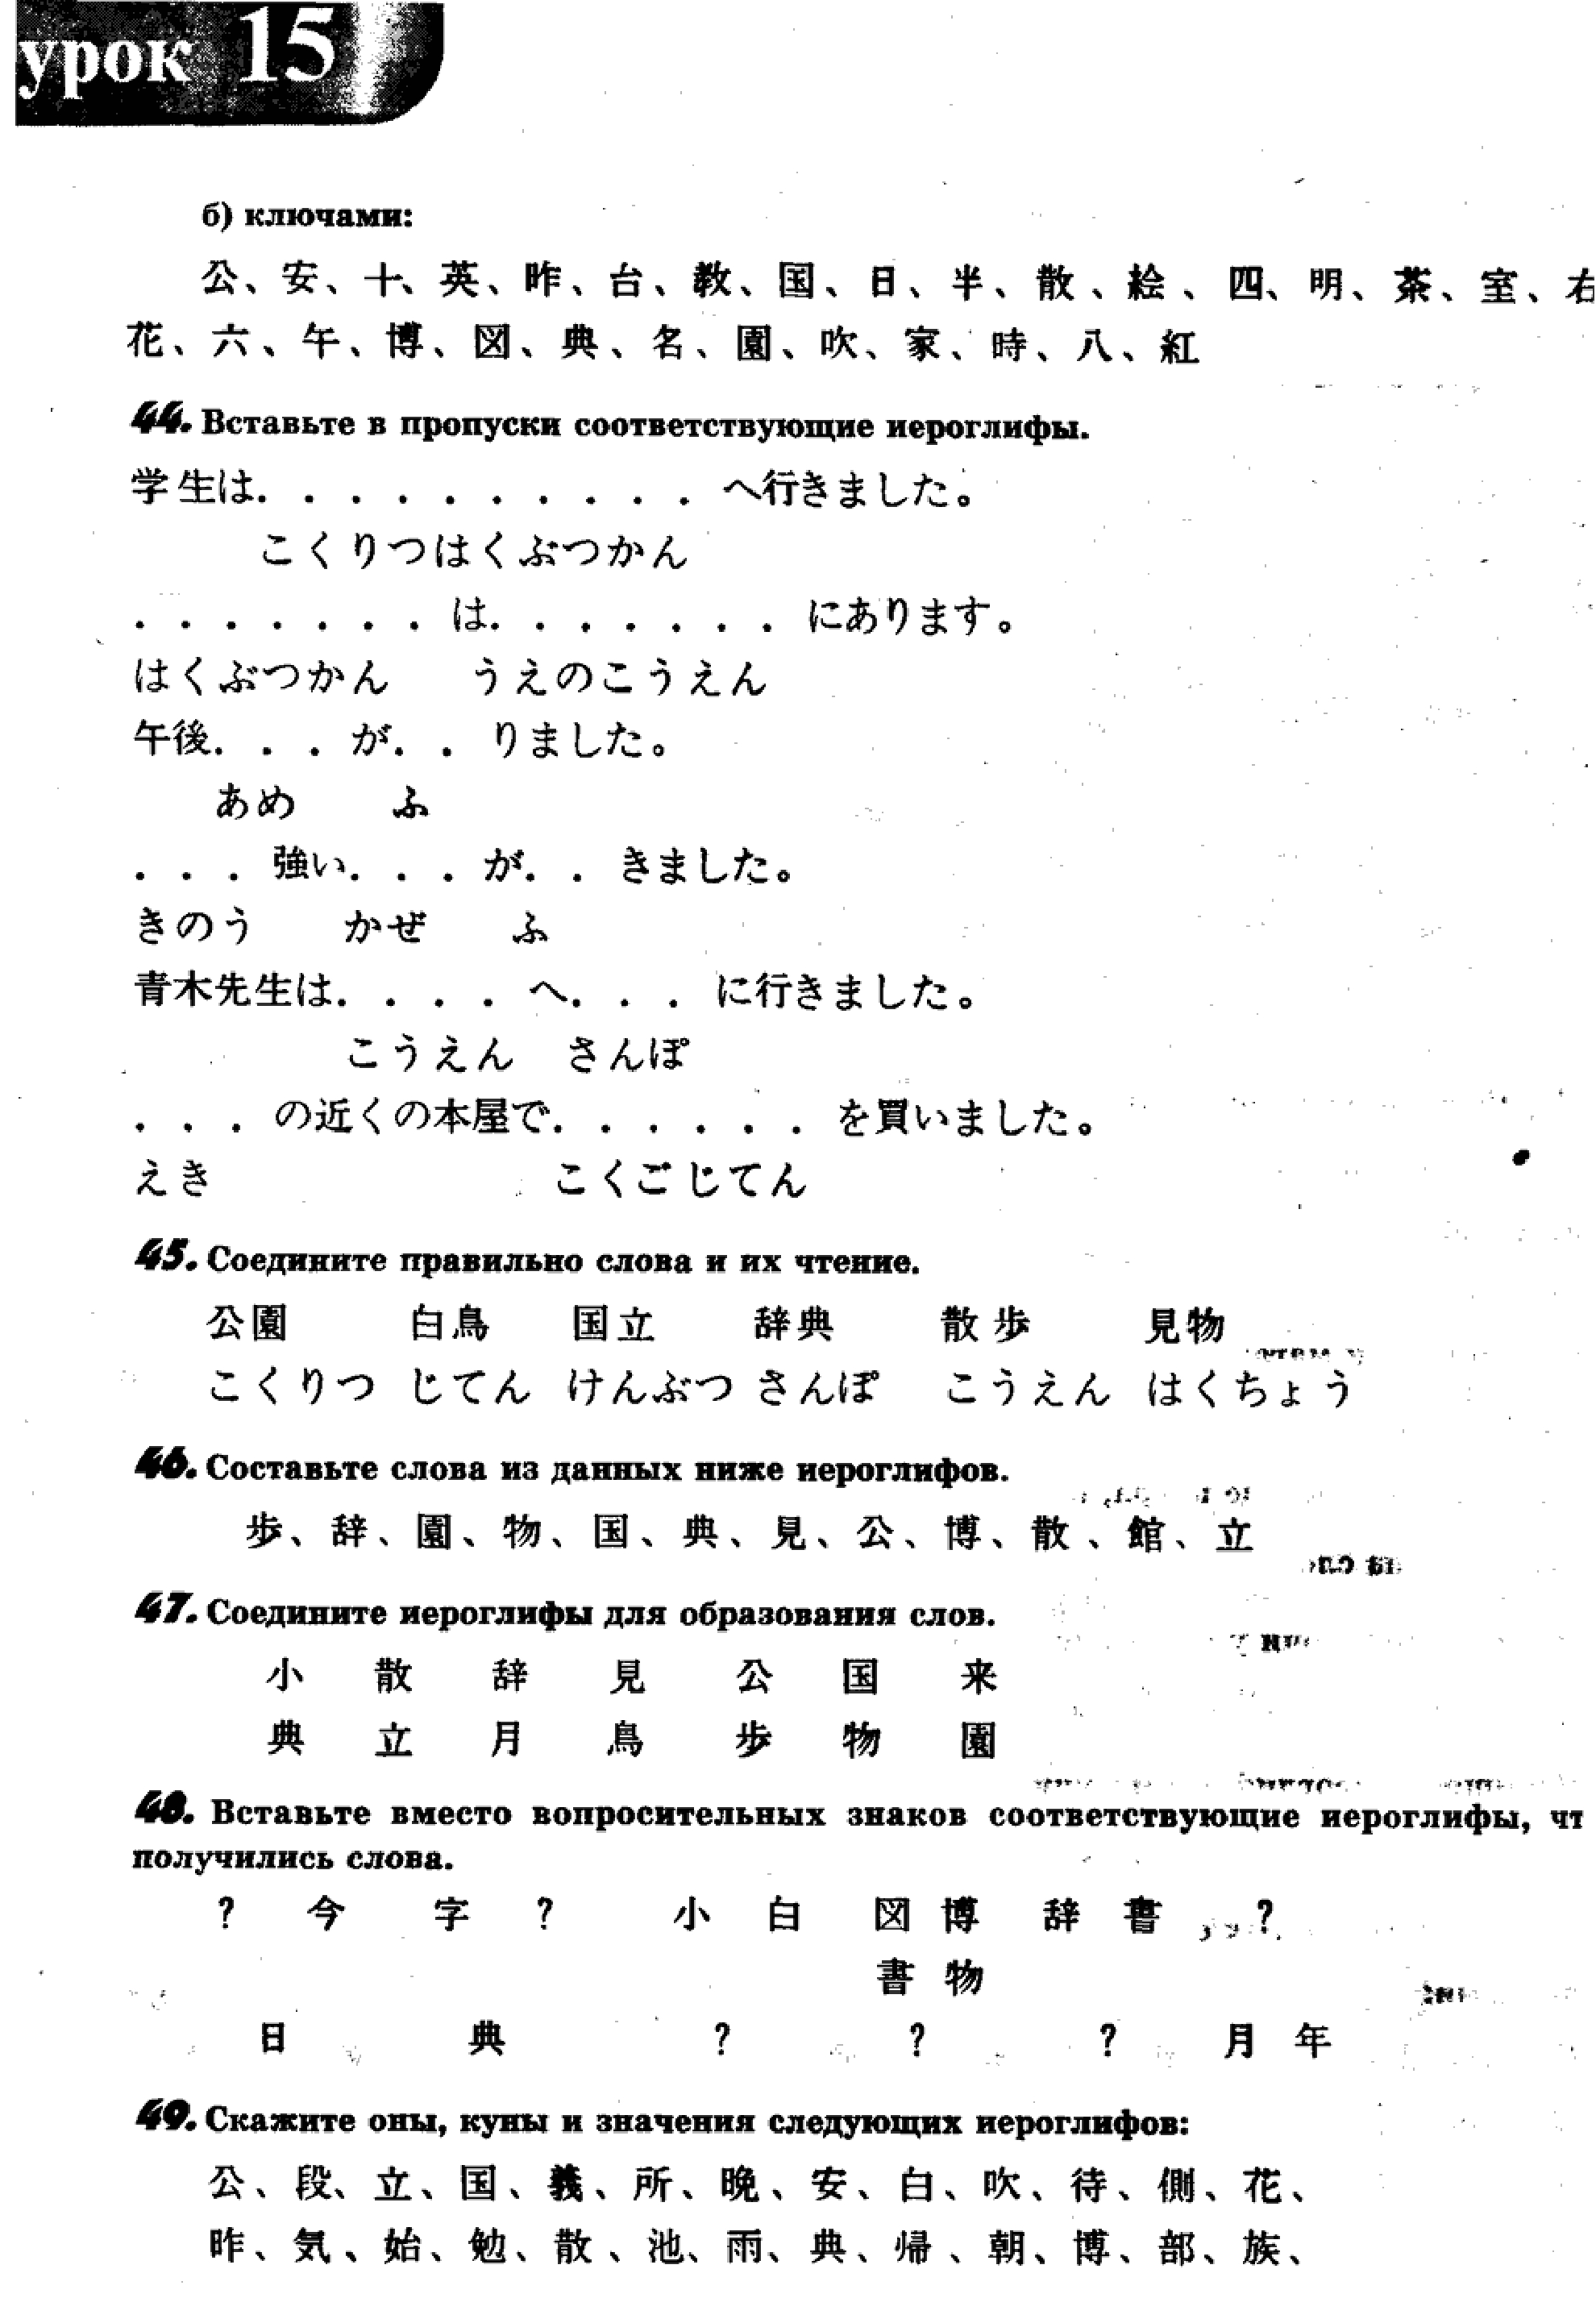 урок 15
б) ключами:
公、安、十、英、昨、台、教、国、日、半、散、絵、四、明、茶、室、右
花、六、午、博、図、典、名、園、吹、家、時、八、紅
44. Вставьте в пропуски соответствующие иероглифы.
学生は. . . . . . . . . . へ行きました。
こくりつはくぶつかん
. . . . . . . は. . . . . . . にあります。
はくぶつかん うえのこうえん
午後. . . が. . りました。
あめ ふ
. . . 強い. . . が. . きました。
きのう かぜ ふ
青木先生は. . . . へ. . . に行きました。
こうえん さんぽ
. . . の近くの本屋で. . . . . . を買いました。
えき こくごじてん
45. Соедините правильно слова и их чтение.
公園 白鳥 国立 辞典 散歩 見物
こくりつ じてん けんぶつ さんぽ こうえん はくちょう
46. Составьте слова из данных ниже иероглифов.
歩、辞、園、物、国、典、見、公、博、散、館、立
47. Соедините иероглифы для образования слов.
小 散 辞 見 公 国 来
典 立 月 鳥 歩 物 園
48. Вставьте вместо вопросительных знаков соответствующие иероглифы, чт
получились слова.
? 今 字 ? 小 白 図 博 辞 書 ?
書 物
日 典 ? ? ? 月 年
49. Скажите оны, куны и значения следующих иероглифов:
公、段、立、国、義、所、晩、安、白、吹、待、側、花、
昨、気、始、勉、散、池、雨、典、帰、朝、博、部、族、